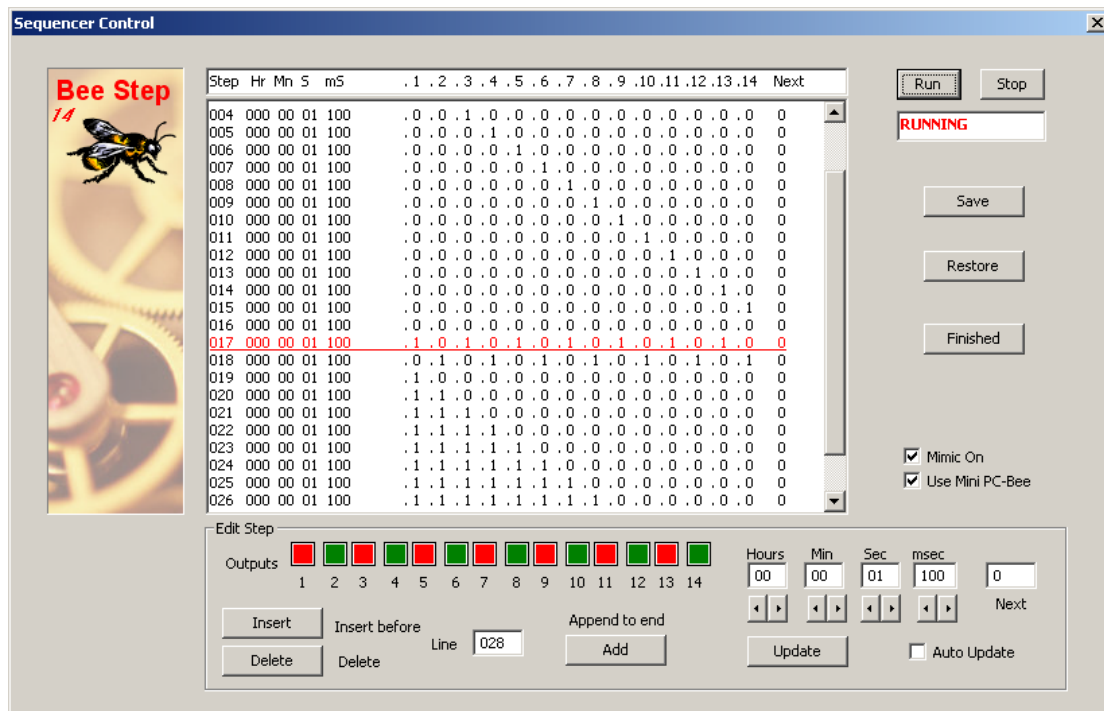 Sequencer Control
Bee Step
14
Step Hr Mn S mS .1 .2 .3 .4 .5 .6 .7 .8 .9 .10 .11 .12 .13 .14 Next
004 000 00 01 100 .0 .0 .1 .0 .0 .0 .0 .0 .0 .0 .0 .0 .0 .0 0
005 000 00 01 100 .0 .0 .0 .1 .0 .0 .0 .0 .0 .0 .0 .0 .0 .0 0
006 000 00 01 100 .0 .0 .0 .0 .1 .0 .0 .0 .0 .0 .0 .0 .0 .0 0
007 000 00 01 100 .0 .0 .0 .0 .0 .1 .0 .0 .0 .0 .0 .0 .0 .0 0
008 000 00 01 100 .0 .0 .0 .0 .0 .0 .1 .0 .0 .0 .0 .0 .0 .0 0
009 000 00 01 100 .0 .0 .0 .0 .0 .0 .0 .1 .0 .0 .0 .0 .0 .0 0
010 000 00 01 100 .0 .0 .0 .0 .0 .0 .0 .0 .1 .0 .0 .0 .0 .0 0
011 000 00 01 100 .0 .0 .0 .0 .0 .0 .0 .0 .0 .1 .0 .0 .0 .0 0
012 000 00 01 100 .0 .0 .0 .0 .0 .0 .0 .0 .0 .0 .1 .0 .0 .0 0
013 000 00 01 100 .0 .0 .0 .0 .0 .0 .0 .0 .0 .0 .0 .1 .0 .0 0
014 000 00 01 100 .0 .0 .0 .0 .0 .0 .0 .0 .0 .0 .0 .0 .1 .0 0
015 000 00 01 100 .0 .0 .0 .0 .0 .0 .0 .0 .0 .0 .0 .0 .0 .1 0
016 000 00 01 100 .0 .0 .0 .0 .0 .0 .0 .0 .0 .0 .0 .0 .0 .0 0
017 000 00 01 100 .1 .0 .1 .0 .1 .0 .1 .0 .1 .0 .1 .0 .1 .0 0
018 000 00 01 100 .0 .1 .0 .1 .0 .1 .0 .1 .0 .1 .0 .1 .0 .1 0
019 000 00 01 100 .1 .0 .0 .0 .0 .0 .0 .0 .0 .0 .0 .0 .0 .0 0
020 000 00 01 100 .1 .1 .0 .0 .0 .0 .0 .0 .0 .0 .0 .0 .0 .0 0
021 000 00 01 100 .1 .1 .1 .0 .0 .0 .0 .0 .0 .0 .0 .0 .0 .0 0
022 000 00 01 100 .1 .1 .1 .1 .0 .0 .0 .0 .0 .0 .0 .0 .0 .0 0
023 000 00 01 100 .1 .1 .1 .1 .1 .0 .0 .0 .0 .0 .0 .0 .0 .0 0
024 000 00 01 100 .1 .1 .1 .1 .1 .1 .0 .0 .0 .0 .0 .0 .0 .0 0
025 000 00 01 100 .1 .1 .1 .1 .1 .1 .1 .0 .0 .0 .0 .0 .0 .0 0
026 000 00 01 100 .1 .1 .1 .1 .1 .1 .1 .1 .0 .0 .0 .0 .0 .0 0
Run Stop
RUNNING
Save
Restore
Finished
Mimic On
Use Mini PC-Bee
Edit Step
Outputs
1 2 3 4 5 6 7 8 9 10 11 12 13 14
Hours Min Sec msec
00 00 01 100 0
Next
Insert Insert before
Delete Delete
Line 028
Append to end
Add
Update
Auto Update